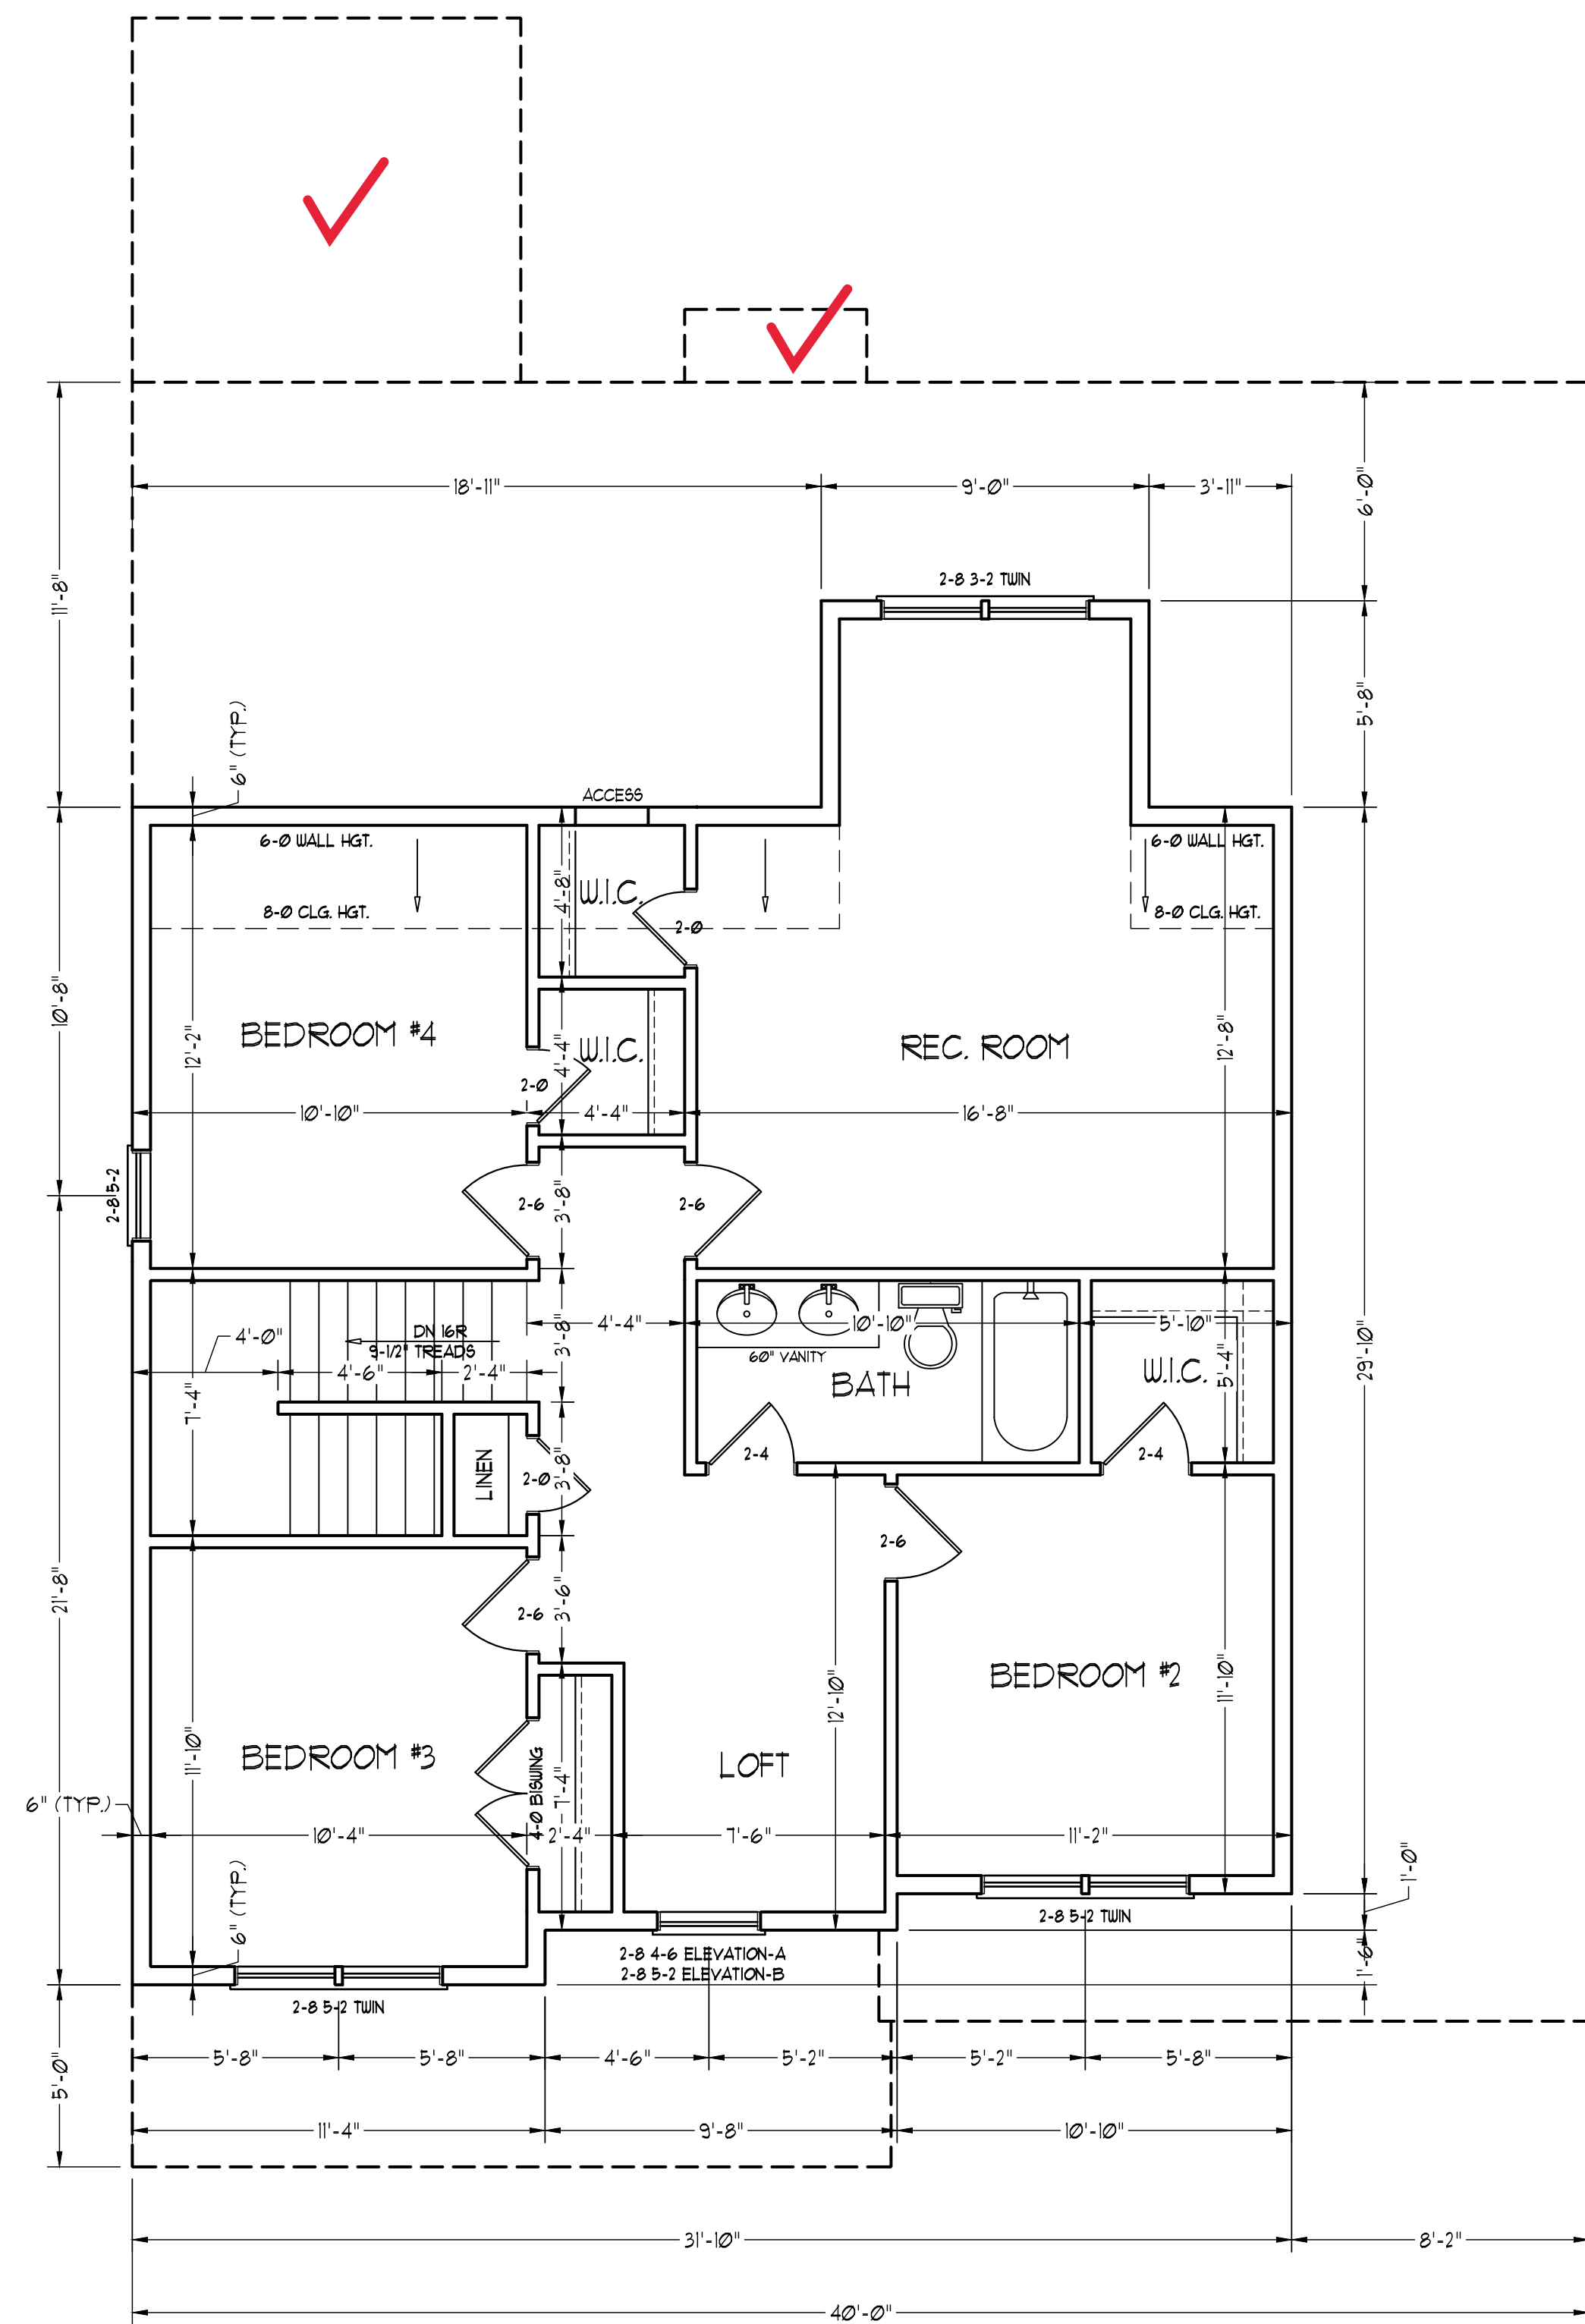 18'-11"
9'-0"
3'-11"
6'-0"
11'-8"
2-8 3-2 TWIN
5'-8"
6" (TYP.)
ACCESS
6-0 WALL HGT.
6-0 WALL HGT.
4'-8"
W.I.C.
8-0 CLG. HGT.
8-0 CLG. HGT.
2-0
10'-8"
BEDROOM #4
12'-2"
4'-4"
W.I.C.
REC. ROOM
12'-8"
2-0
10'-10"
4'-4"
16'-8"
2-8 5-2
2-6
3'-8"
2-6
4'-0"
DN 16R
9-1/2" TREADS
4'-4"
3'-8"
10'-10"
5'-10"
60" VANITY
4'-6"
2'-4"
BATH
W.I.C.
5'-4"
29'-10"
7'-4"
LINEN
2-0
3'-8"
2-4
2-4
2-6
21'-8"
2-6
3'-6"
12'-10"
BEDROOM #2
11'-10"
11'-10"
BEDROOM #3
4-0 BISWING
7'-4"
LOFT
6" (TYP.)
10'-4"
2'-4"
7'-6"
11'-2"
1'-0"
6" (TYP.)
2-8 5-2 TWIN
2-8 4-6 ELEVATION-A
2-8 5-2 ELEVATION-B
1'-6"
2-8 5-2 TWIN
5'-0"
5'-8"
5'-8"
4'-6"
5'-2"
5'-2"
5'-8"
11'-4"
9'-8"
10'-10"
31'-10"
8'-2"
40'-0"